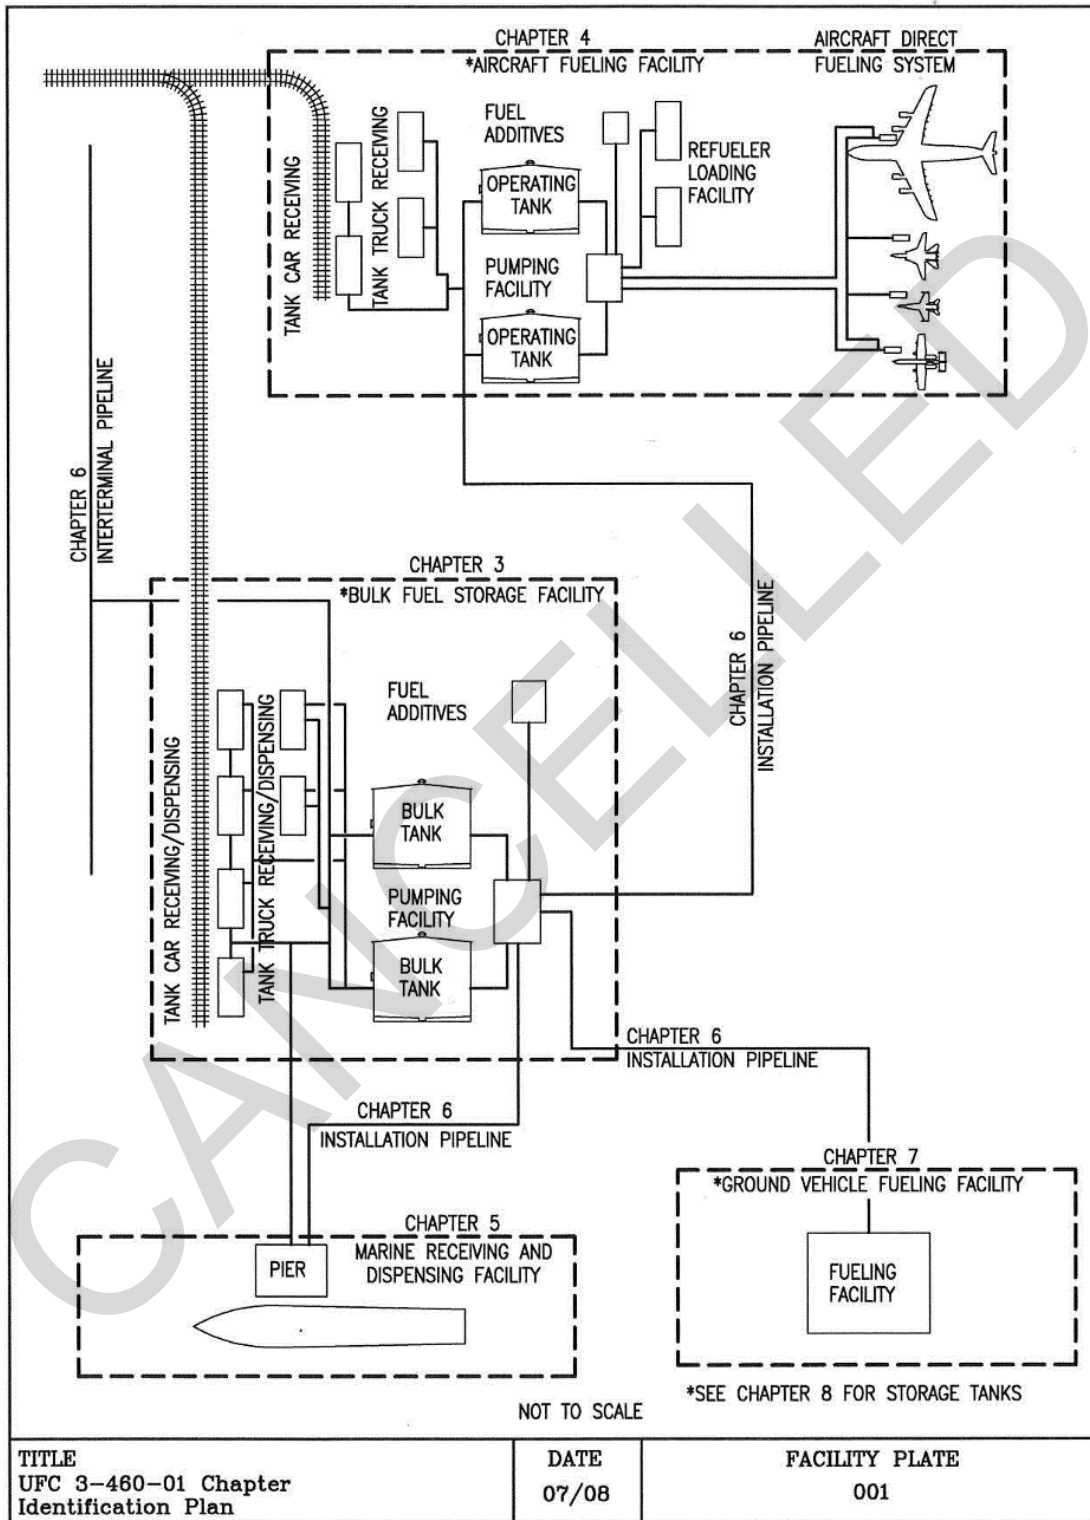 CHAPTER 4
*AIRCRAFT FUELING FACILITY
AIRCRAFT DIRECT
FUELING SYSTEM
TANK CAR RECEIVING
TANK TRUCK RECEIVING
FUEL
ADDITIVES
OPERATING
TANK
REFUELER
LOADING
FACILITY
PUMPING
FACILITY
OPERATING
TANK
CHAPTER 6
INTERTERMINAL PIPELINE
CHAPTER 3
*BULK FUEL STORAGE FACILITY
TANK CAR RECEIVING/DISPENSING
TANK TRUCK RECEIVING/DISPENSING
FUEL
ADDITIVES
BULK
TANK
PUMPING
FACILITY
BULK
TANK
CHAPTER 6
INSTALLATION PIPELINE
CHAPTER 6
INSTALLATION PIPELINE
CHAPTER 6
INSTALLATION PIPELINE
CHAPTER 5
MARINE RECEIVING AND
DISPENSING FACILITY
PIER
CHAPTER 7
*GROUND VEHICLE FUELING FACILITY
FUELING
FACILITY
*SEE CHAPTER 8 FOR STORAGE TANKS
NOT TO SCALE
CANCELLED
TITLE
UFC 3-460-01 Chapter
Identification Plan
DATE
07/08
FACILITY PLATE
001